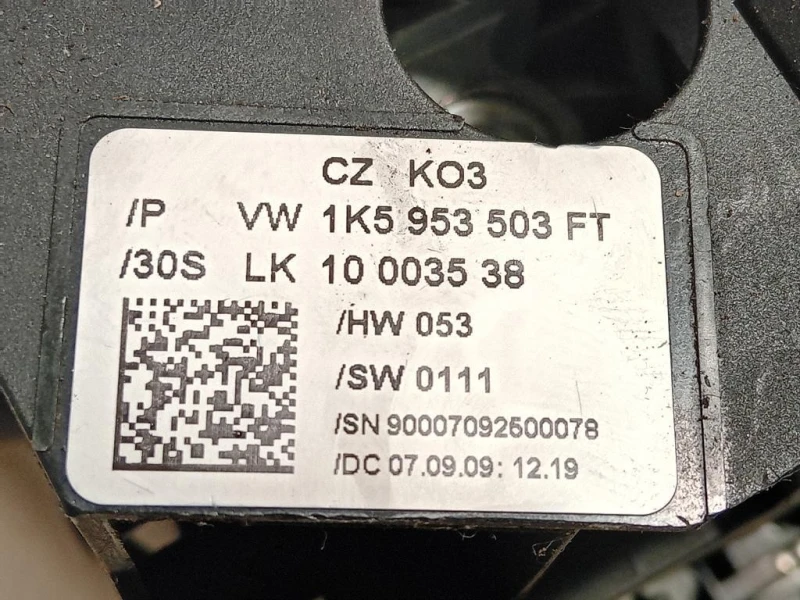 CZ KO3
/P VW 1K5 953 503 FT
/30S LK 10 0035 38
/HW 053
/SW 0111
/SN 90007092500078
/DC 07.09.09: 12.19